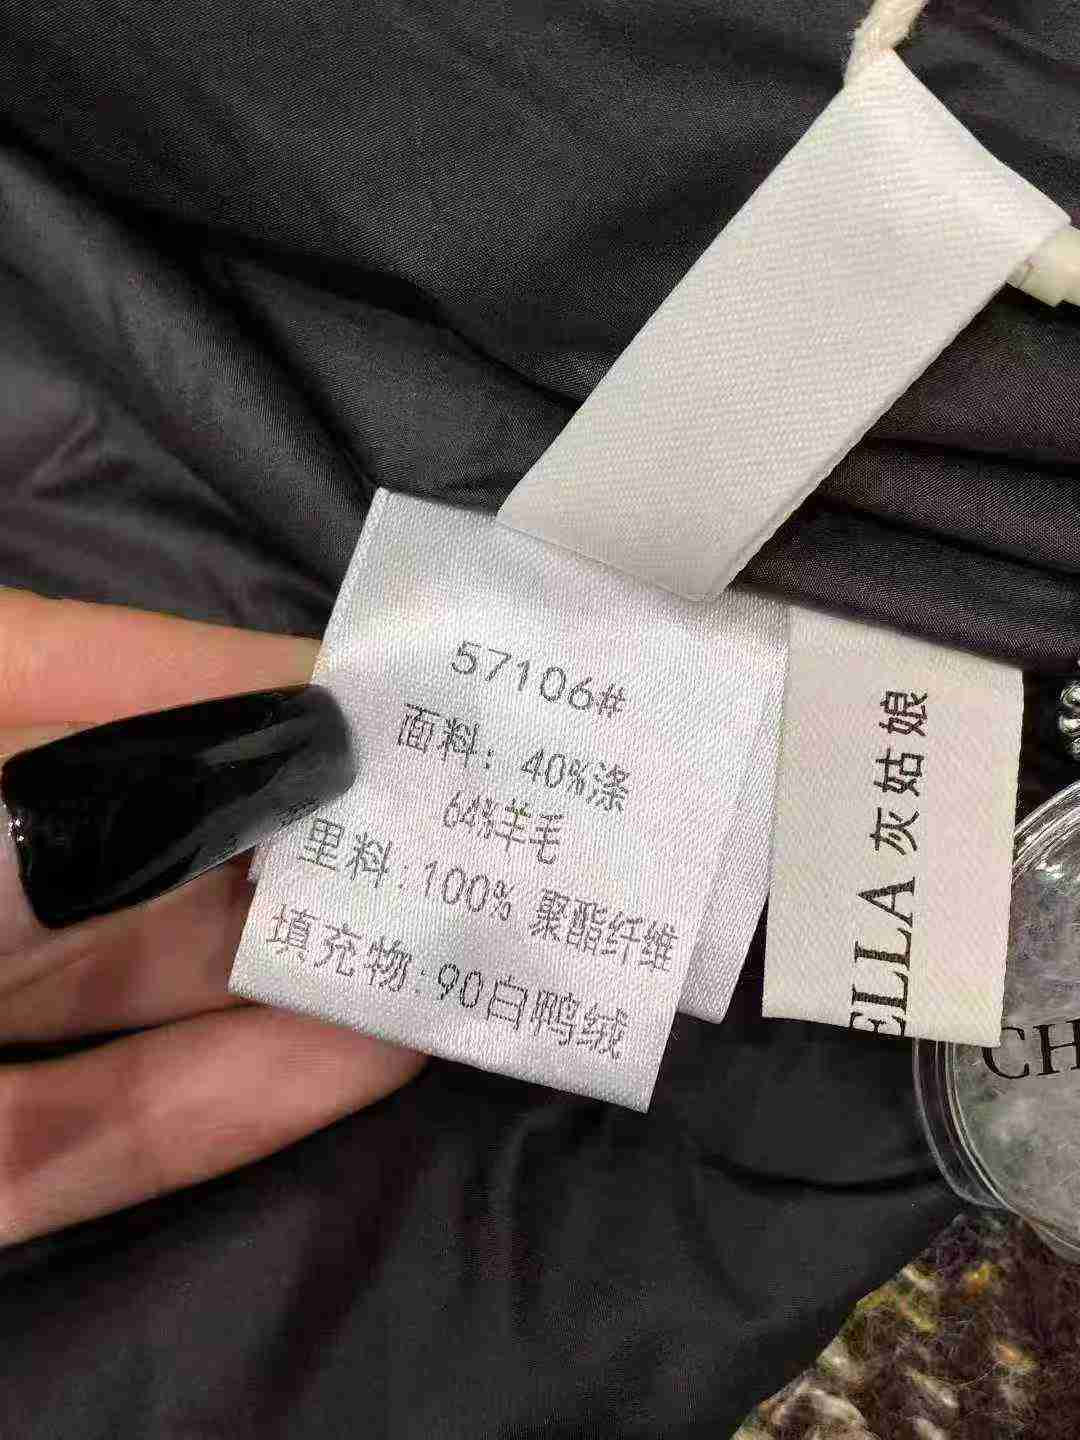 57106#
面料: 40%涤
64%羊毛
里料:100% 聚酯纤维
填充物:90白鸭绒
ELLA 灰姑娘
CH